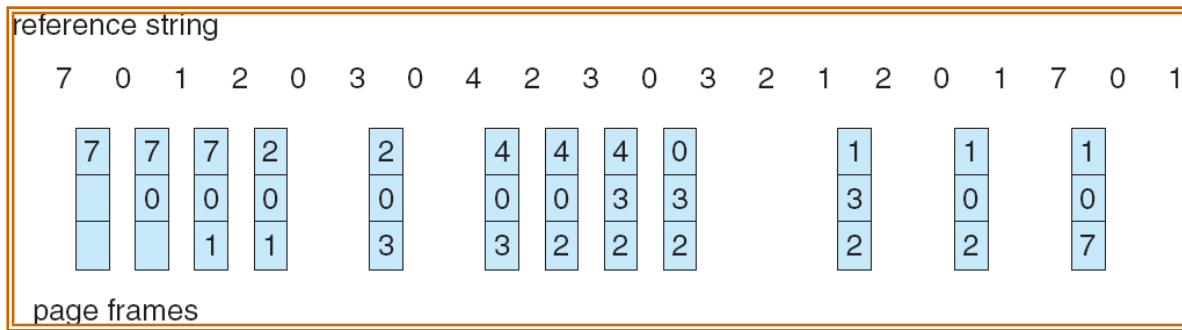 reference string
7 0 1 2 0 3 0 4 2 3 0 3 2 1 2 0 1 7 0 1
7 7 7 2 2 4 4 4 0 1 1 1
0 0 0 0 0 0 3 3 3 0 0
1 1 3 3 2 2 2 2 2 7
page frames